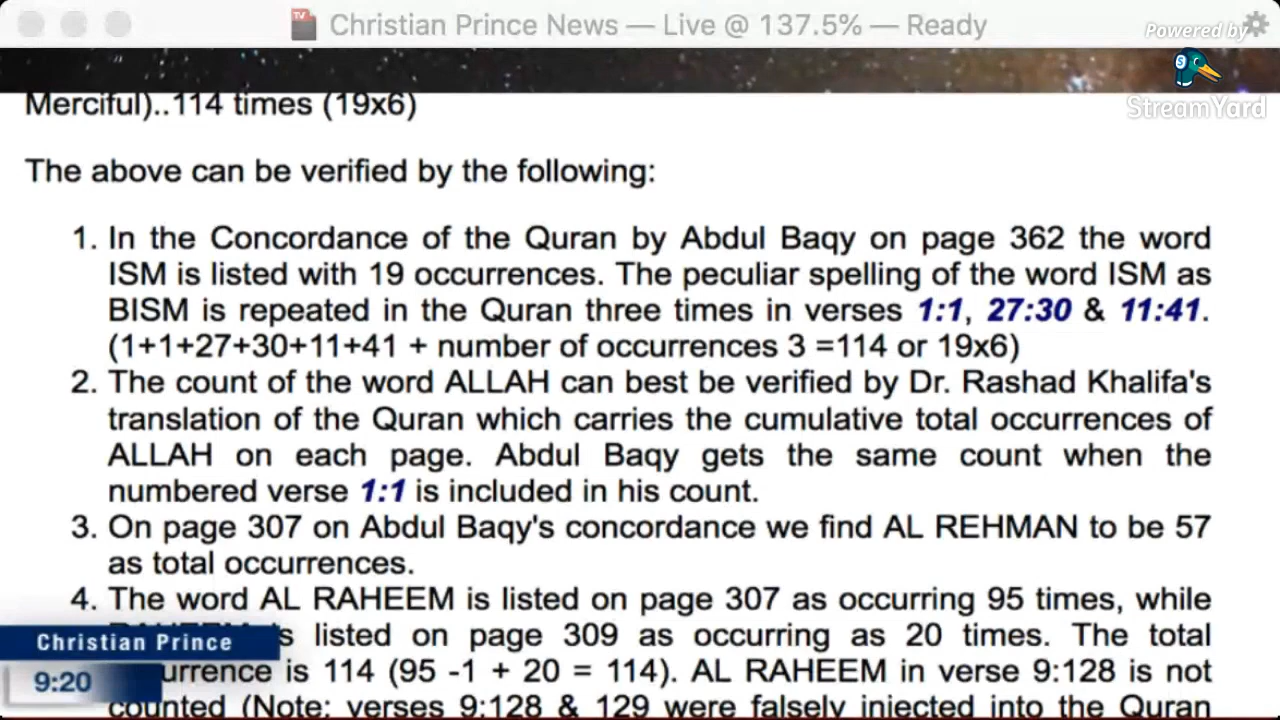 Christian Prince News — Live @ 137.5% — Ready
Powered by
StreamYard
Merciful)..114 times (19x6)
The above can be verified by the following:
1. In the Concordance of the Quran by Abdul Baqy on page 362 the word
ISM is listed with 19 occurrences. The peculiar spelling of the word ISM as
BISM is repeated in the Quran three times in verses 1:1, 27:30 & 11:41.
(1+1+27+30+11+41 + number of occurrences 3 =114 or 19x6)
2. The count of the word ALLAH can best be verified by Dr. Rashad Khalifa's
translation of the Quran which carries the cumulative total occurrences of
ALLAH on each page. Abdul Baqy gets the same count when the
numbered verse 1:1 is included in his count.
3. On page 307 on Abdul Baqy's concordance we find AL REHMAN to be 57
as total occurrences.
4. The word AL RAHEEM is listed on page 307 as occurring 95 times, while
listed on page 309 as occurring as 20 times. The total
is 114 (95 -1 + 20 = 114). AL RAHEEM in verse 9:128 is not
counted (Note: verses 9:128 & 129 were falsely injected into the Quran
Christian Prince
9:20